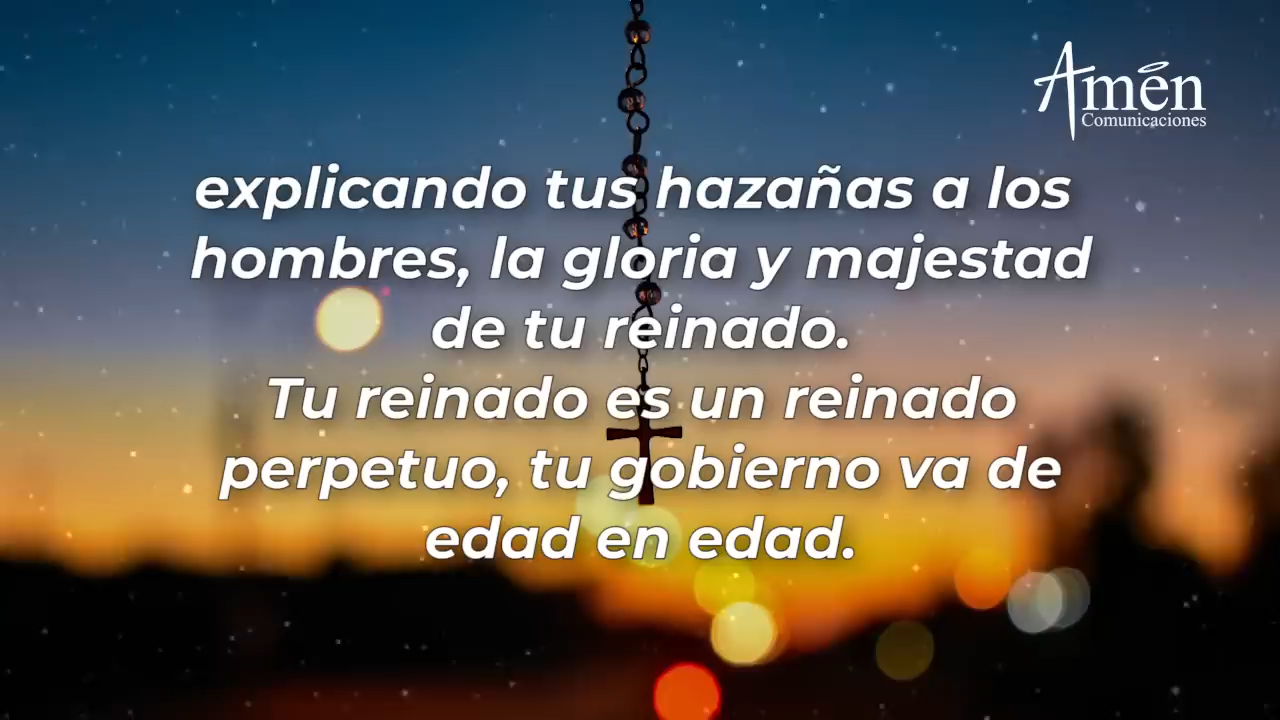 Amén
Comunicaciones
explicando tus hazañas a los
hombres, la gloria y majestad
de tu reinado.
Tu reinado es un reinado
perpetuo, tu gobierno va de
edad en edad.